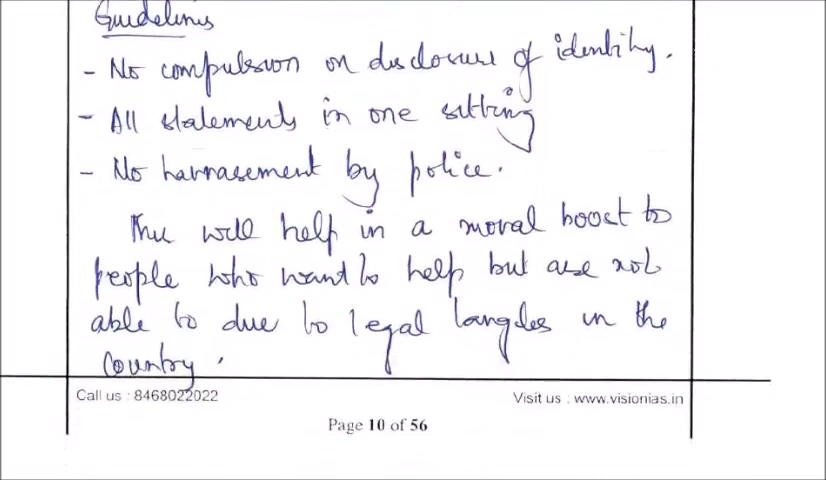 Guidelines
- No compulsion on disclosure of identity.
- All statements in one sitting
- No harrasement by police.
This will help in a moral boost to
people who want to help but are not
able to due to legal tangles in the
country.
Call us : 8468022022 Visit us : www.visionias.in
Page 10 of 56